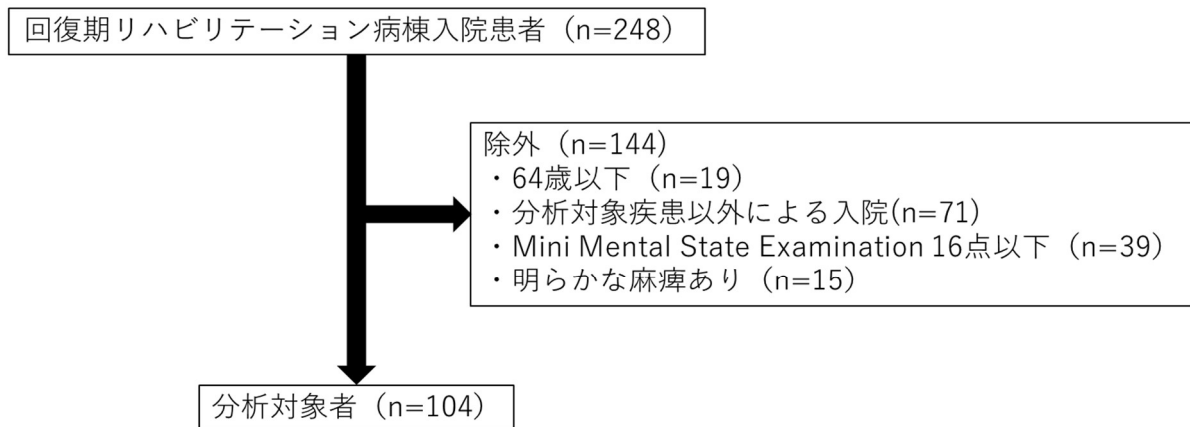 回復期リハビリテーション病棟入院患者（n=248）
除外（n=144）
・64歳以下（n=19）
・分析対象疾患以外による入院(n=71)
・Mini Mental State Examination 16点以下（n=39）
・明らかな麻痺あり（n=15）
分析対象者（n=104）